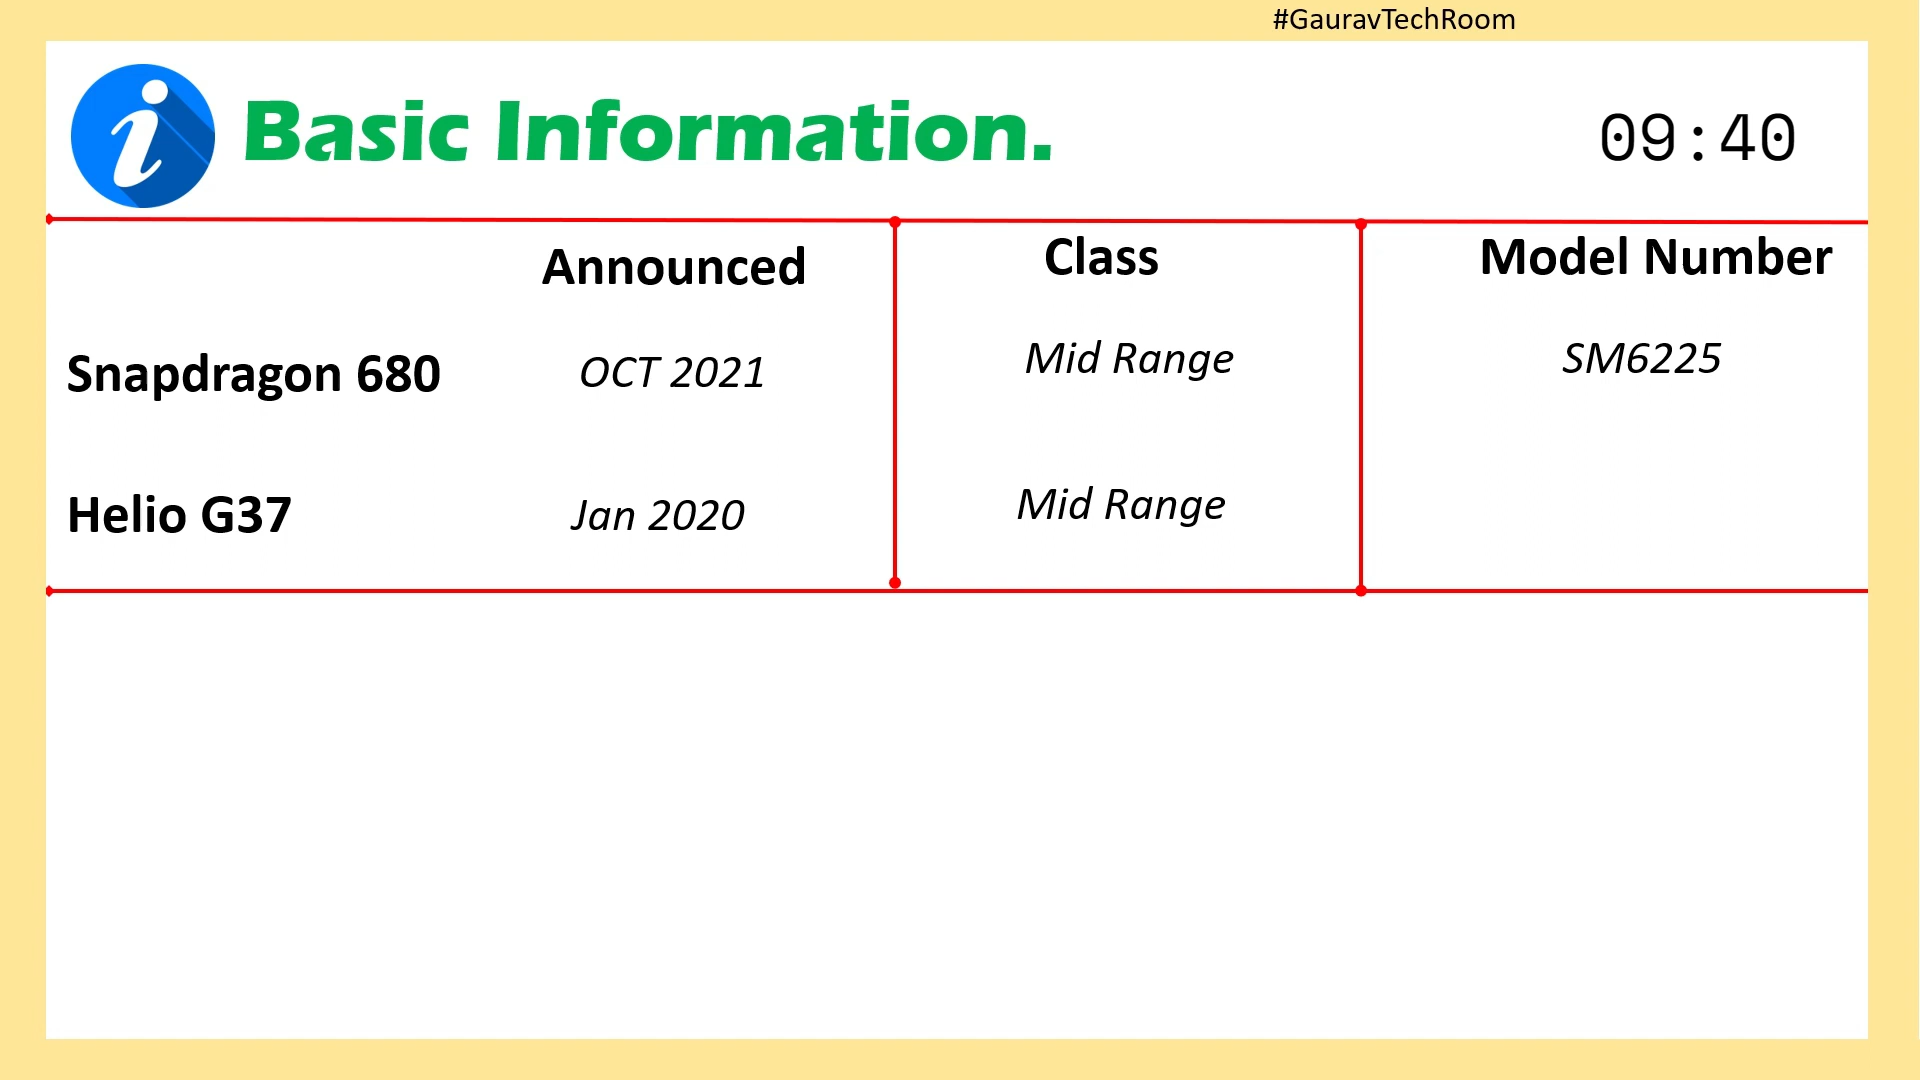 #GauravTechRoom
i Basic Information. 09:40
Announced Class Model Number
Snapdragon 680 OCT 2021 Mid Range SM6225
Helio G37 Jan 2020 Mid Range